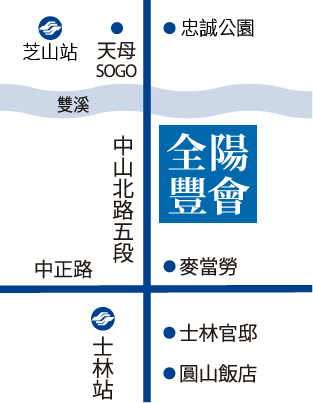 芝山站
天母
SOGO
忠誠公園
雙溪
中山北路五段
全陽
豐會
中正路
麥當勞
士林站
士林官邸
圓山飯店